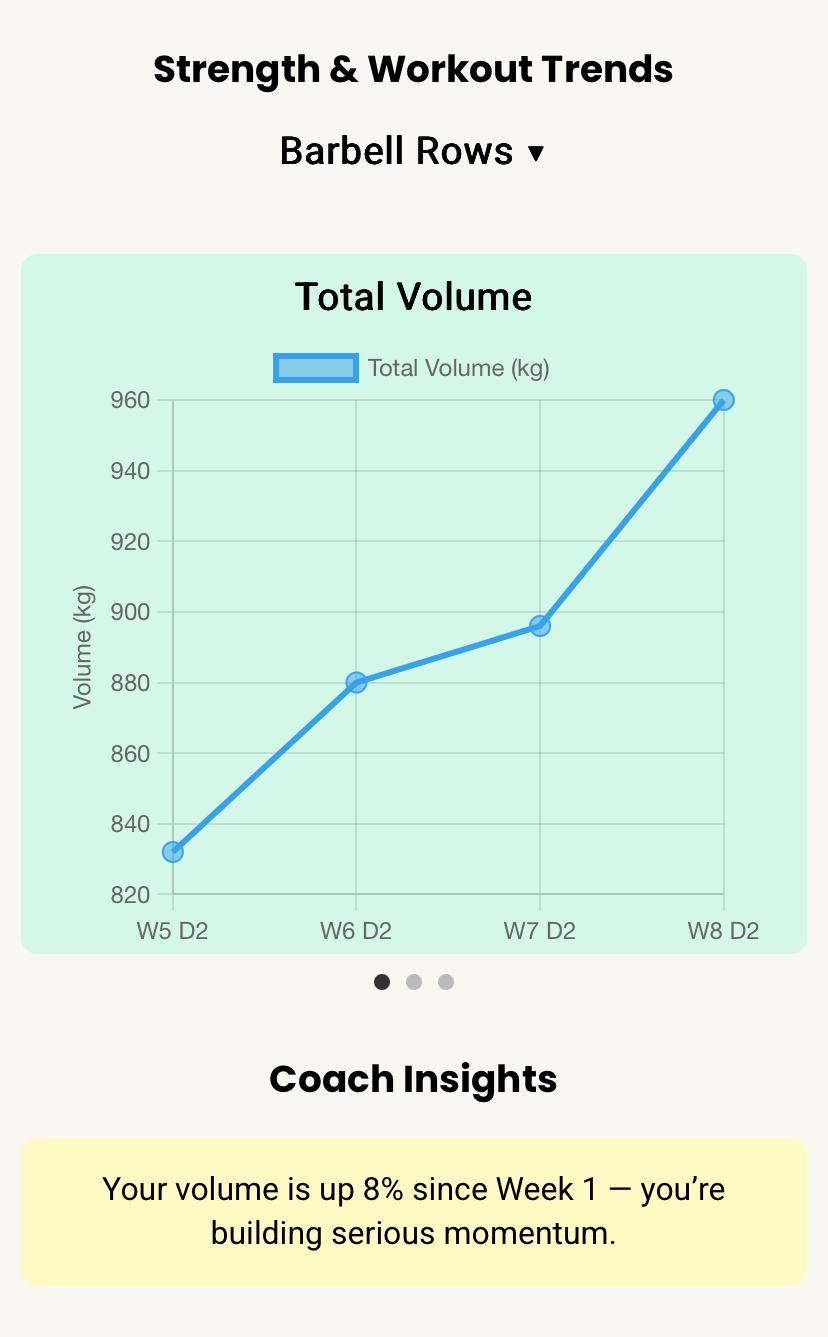 Strength & Workout Trends
Barbell Rows ▼
Total Volume
Total Volume (kg)
960
940
920
900
880
860
840
820
Volume (kg)
W5 D2 W6 D2 W7 D2 W8 D2
Coach Insights
Your volume is up 8% since Week 1 — you’re
building serious momentum.